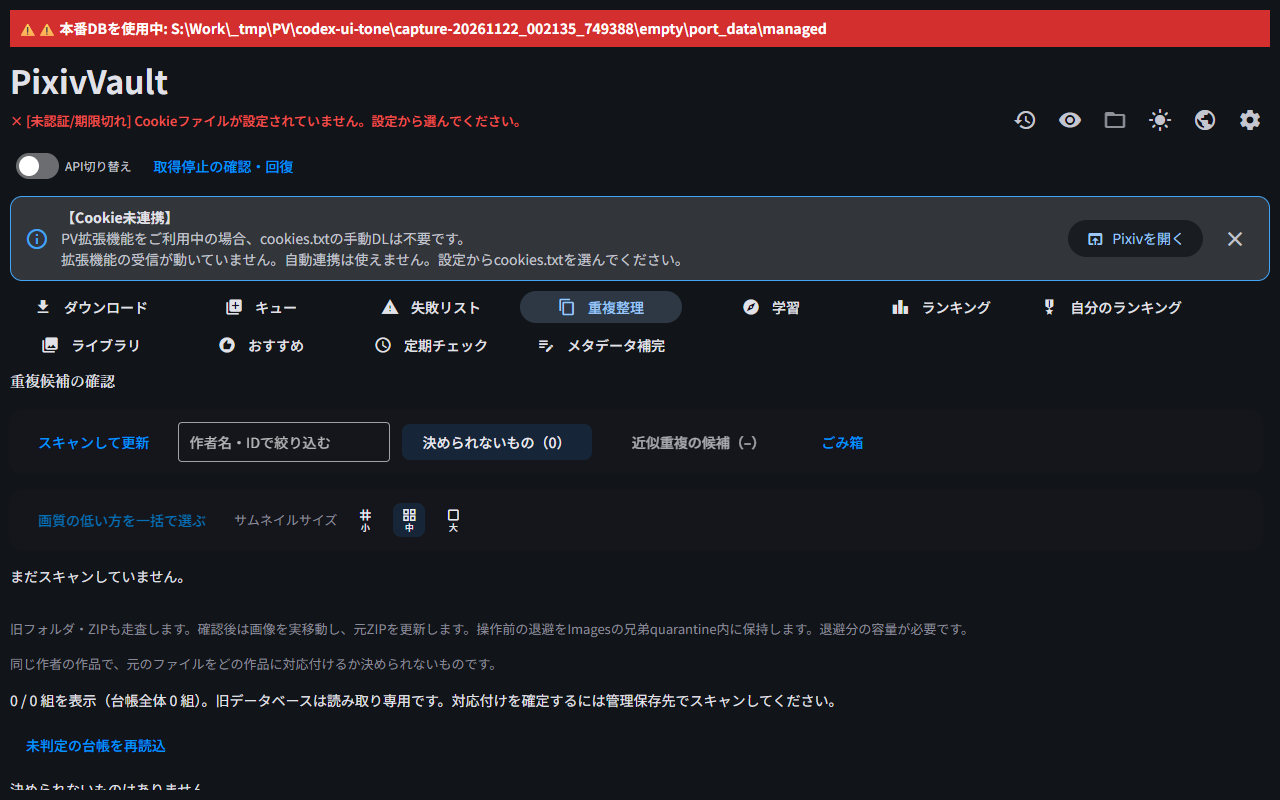 ⚠⚠ 本番DBを使用中: S:\Work\_tmp\PV\codex-ui-tone\capture-20261122_002135_749388\empty\port_data\managed
PixivVault
× [未認証/期限切れ] Cookieファイルが設定されていません。設定から選んでください。
API切り替え 取得停止の確認・回復
【Cookie未連携】
PV拡張機能をご利用中の場合、cookies.txtの手動DLは不要です。
拡張機能の受信が動いていません。自動連携は使えません。設定からcookies.txtを選んでください。
Pixivを開く
ダウンロード キュー 失敗リスト 重複整理 学習 ランキング 自分のランキング
ライブラリ おすすめ 定期チェック メタデータ補完
重複候補の確認
スキャンして更新 作者名・IDで絞り込む 決められないもの（0） 近似重複の候補（–） ごみ箱
画質の低い方を一括で選ぶ サムネイルサイズ 小 中 大
まだスキャンしていません。
旧フォルダ・ZIPも走査します。確認後は画像を実移動し、元ZIPを更新します。操作前の退避をImagesの兄弟quarantine内に保持します。退避分の容量が必要です。
同じ作者の作品で、元のファイルをどの作品に対応付けるか決められないものです。
0 / 0 組を表示（台帳全体 0 組）。旧データベースは読み取り専用です。対応付けを確定するには管理保存先でスキャンしてください。
未判定の台帳を再読込
決められないものはありません